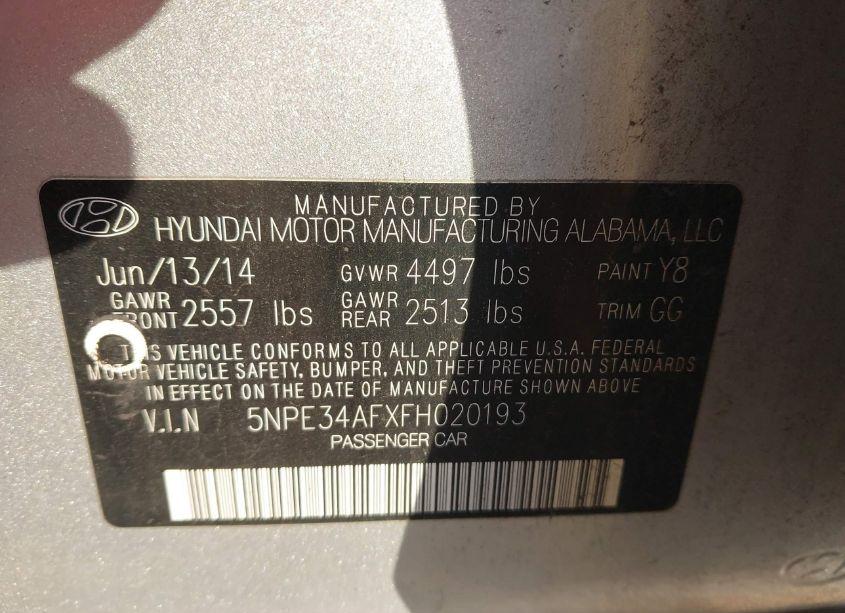 MANUFACTURED BY
HYUNDAI MOTOR MANUFACTURING ALABAMA, LLC
Jun/13/14 GVWR 4497 lbs PAINT Y8
GAWR FRONT 2557 lbs GAWR REAR 2513 lbs TRIM GG
THIS VEHICLE CONFORMS TO ALL APPLICABLE U.S.A. FEDERAL
MOTOR VEHICLE SAFETY, BUMPER, AND THEFT PREVENTION STANDARDS
IN EFFECT ON THE DATE OF MANUFACTURE SHOWN ABOVE
V.I.N 5NPE34AFXFH020193
PASSENGER CAR